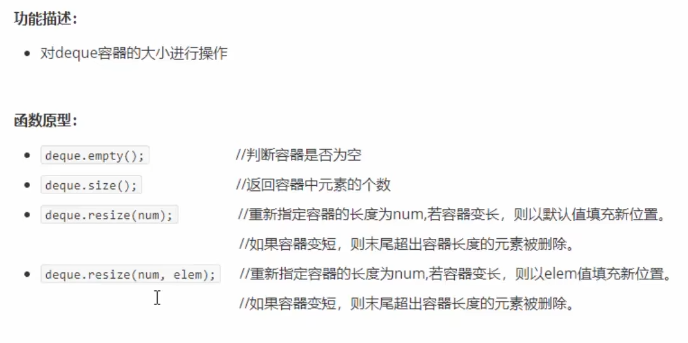 功能描述：
对deque容器的大小进行操作
函数原型：
deque.empty(); //判断容器是否为空
deque.size(); //返回容器中元素的个数
deque.resize(num); //重新指定容器的长度为num,若容器变长，则以默认值填充新位置。
//如果容器变短，则末尾超出容器长度的元素被删除。
deque.resize(num, elem); //重新指定容器的长度为num,若容器变长，则以elem值填充新位置。
//如果容器变短，则末尾超出容器长度的元素被删除。